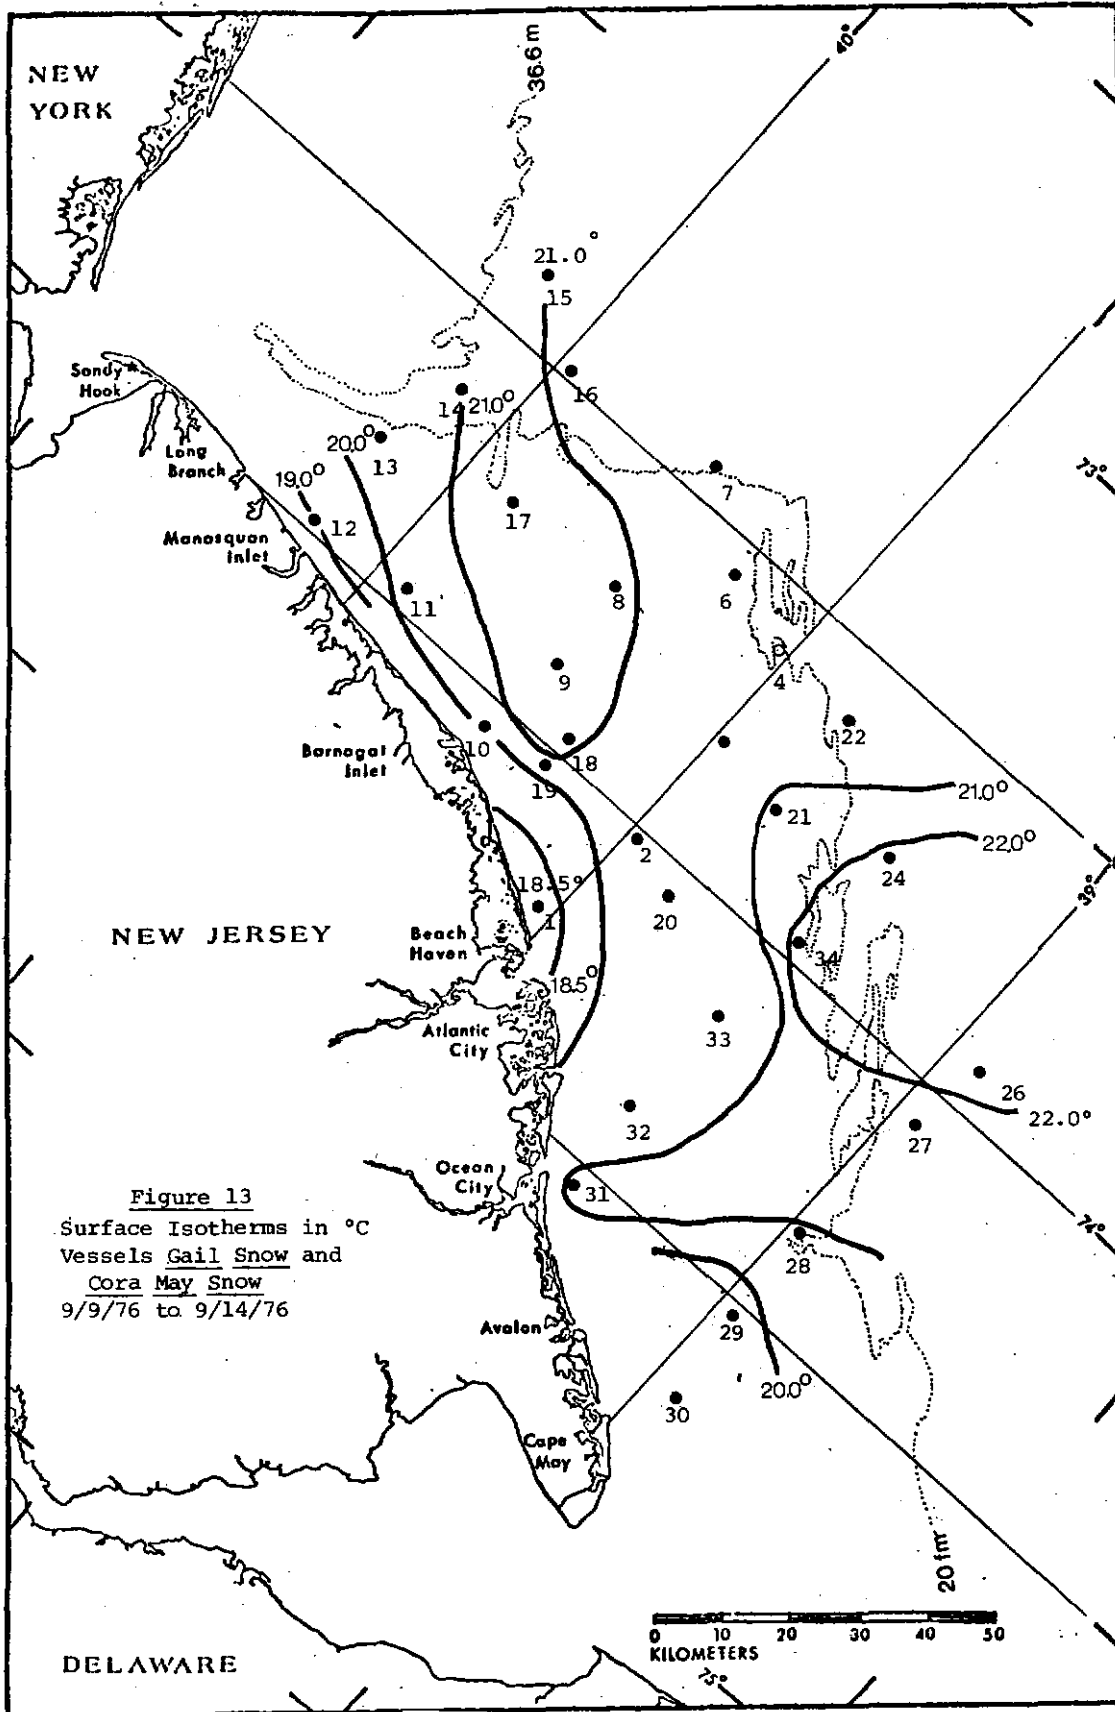 NEW
YORK
36.6 m
40°
21.0°
15
16
Sandy
Hook
14
21.0°
20.0°
13
Long
Branch
19.0°
12
17
7
73°
Manasquan
Inlet
11
8
6
9
4
10
18
22
Barnegat
Inlet
19
21
21.0°
2
22.0°
24
18.5°
1
20
39°
NEW JERSEY
Beach
Haven
34
18.5°
Atlantic
City
33
26
32
22.0°
27
Ocean
City
31
74°
Figure 13
Surface Isotherms in °C
Vessels Gail Snow and
Cora May Snow
9/9/76 to 9/14/76
28
Avalon
29
20.0°
30
Cape
May
20 fm
0 10 20 30 40 50
KILOMETERS
75°
DELAWARE